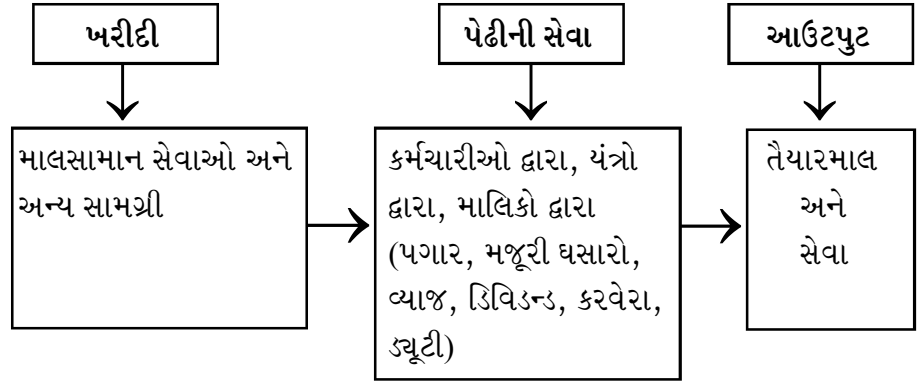 ખરીદી
પેઢીની સેવા
આઉટપુટ
માલસામાન સેવાઓ અને
અન્ય સામગ્રી
કર્મચારીઓ દ્વારા, યંત્રો
દ્વારા, માલિકો દ્વારા
(પગાર, મજૂરી ઘસારો,
વ્યાજ, ડિવિડન્ડ, કરવેરા,
ડ્યૂટી)
તૈયારમાલ
અને
સેવા